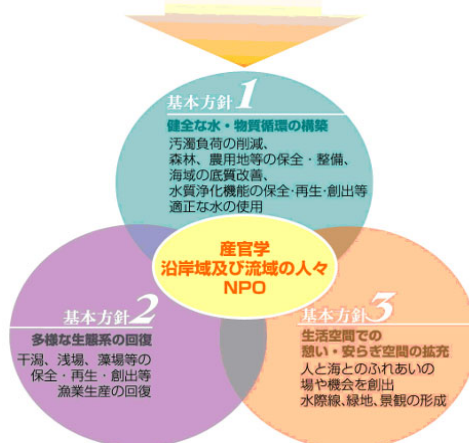 基本方針1
健全な水・物質循環の構築
汚濁負荷の削減、
森林、農用地等の保全・整備、
海域の底質改善、
水質浄化機能の保全・再生・創出等
適正な水の使用
産官学
沿岸域及び流域の人々
NPO
基本方針2
多様な生態系の回復
干潟、浅場、藻場等の
保全・再生・創出等
漁業生産の回復
基本方針3
生活空間での
憩い・安らぎ空間の拡充
人と海とのふれあいの
場や機会を創出
水際線、緑地、景観の形成